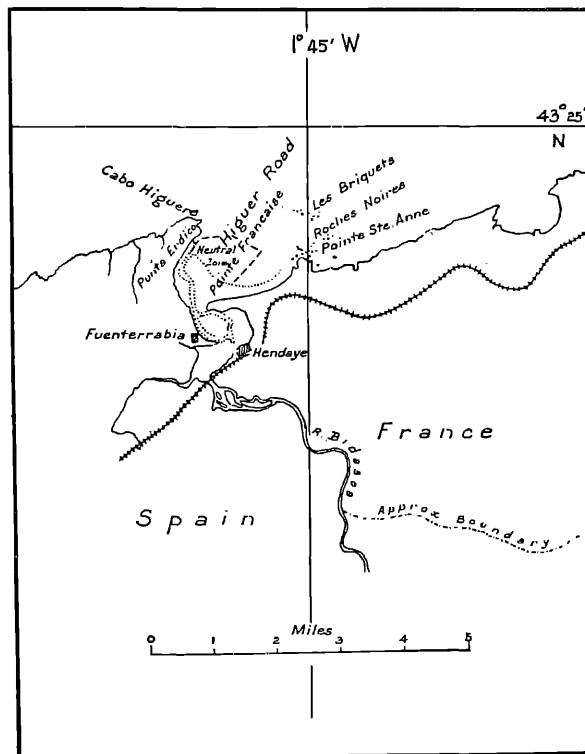 1° 45' W
43° 25'
N
Cabo Higuera
Higuer Road
Les Briquets
Roches Noires
Pointe Ste. Anne
Punta Erdico
Neutral
Zone
Pointe Française
Fuenterrabia
Hendaye
R. Bidassoa
France
Spain
Approx Boundary
Miles
0 1 2 3 4 5